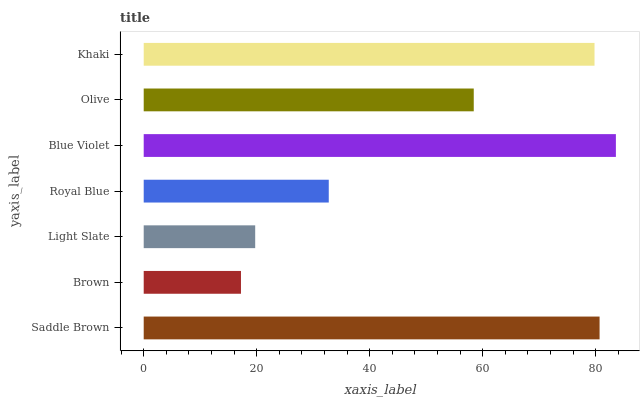 title
Khaki
Olive
Blue Violet
Royal Blue
Light Slate
Brown
Saddle Brown
yaxis_label
0 20 40 60 80
xaxis_label